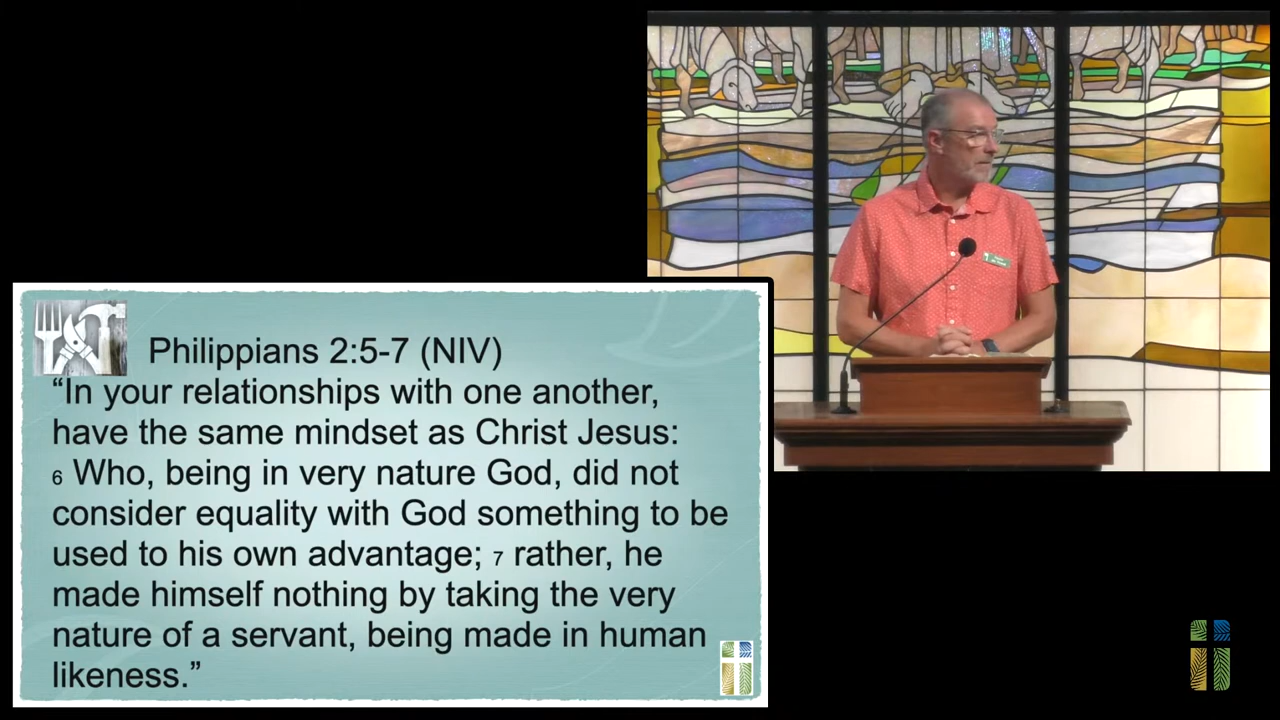 Philippians 2:5-7 (NIV)
“In your relationships with one another,
have the same mindset as Christ Jesus:
6 Who, being in very nature God, did not
consider equality with God something to be
used to his own advantage; 7 rather, he
made himself nothing by taking the very
nature of a servant, being made in human
likeness.”